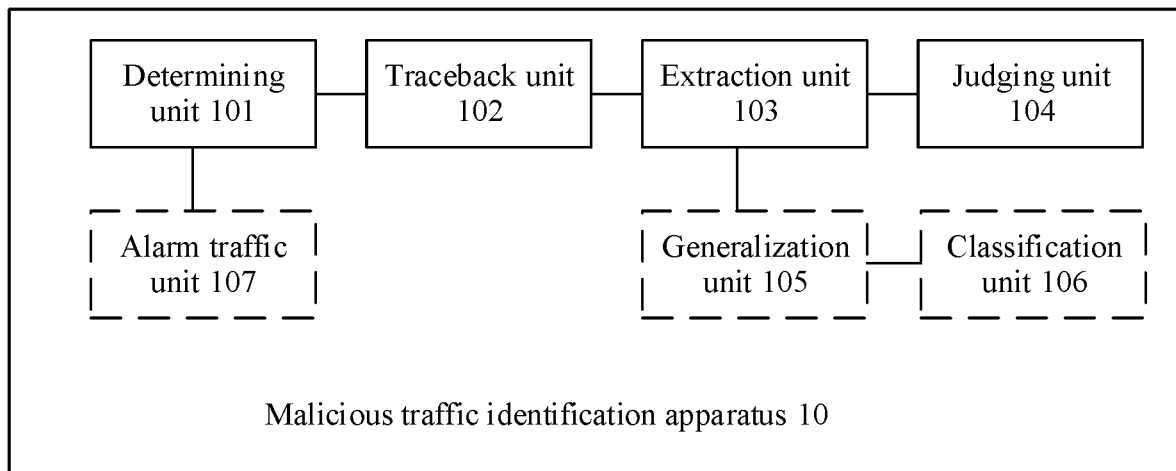 Determining
unit 101
Traceback unit
102
Extraction unit
103
Judging unit
104
Alarm traffic
unit 107
Generalization
unit 105
Classification
unit 106
Malicious traffic identification apparatus 10